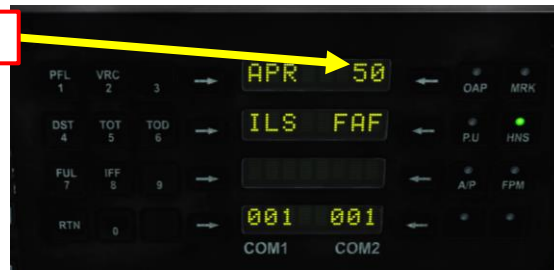 APR 50
PFL VRC
1 2 3
OAP MRK
ILS FAF
DST TOT TOD
4 5 6
P.U HNS
FUL IFF
7 8 9
A/P FPM
001 001
RTN 0
COM1 COM2